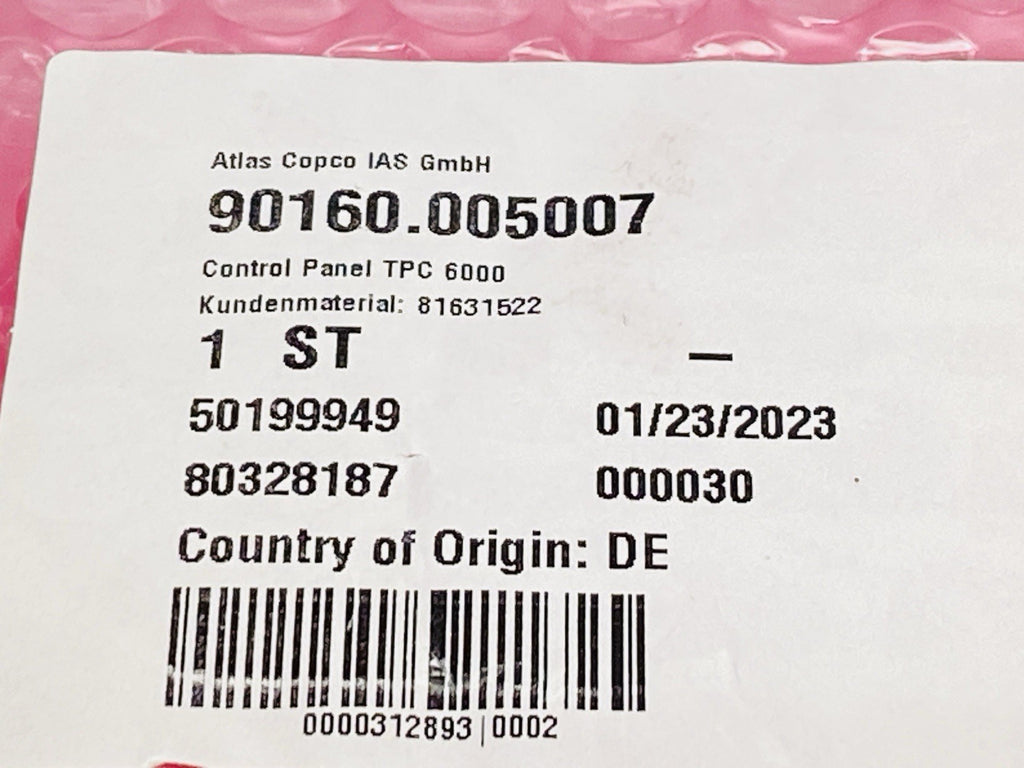 Atlas Copco IAS GmbH
90160.005007
Control Panel TPC 6000
Kundenmaterial: 81631522
1 ST –
50199949 01/23/2023
80328187 000030
Country of Origin: DE
0000312893|0002